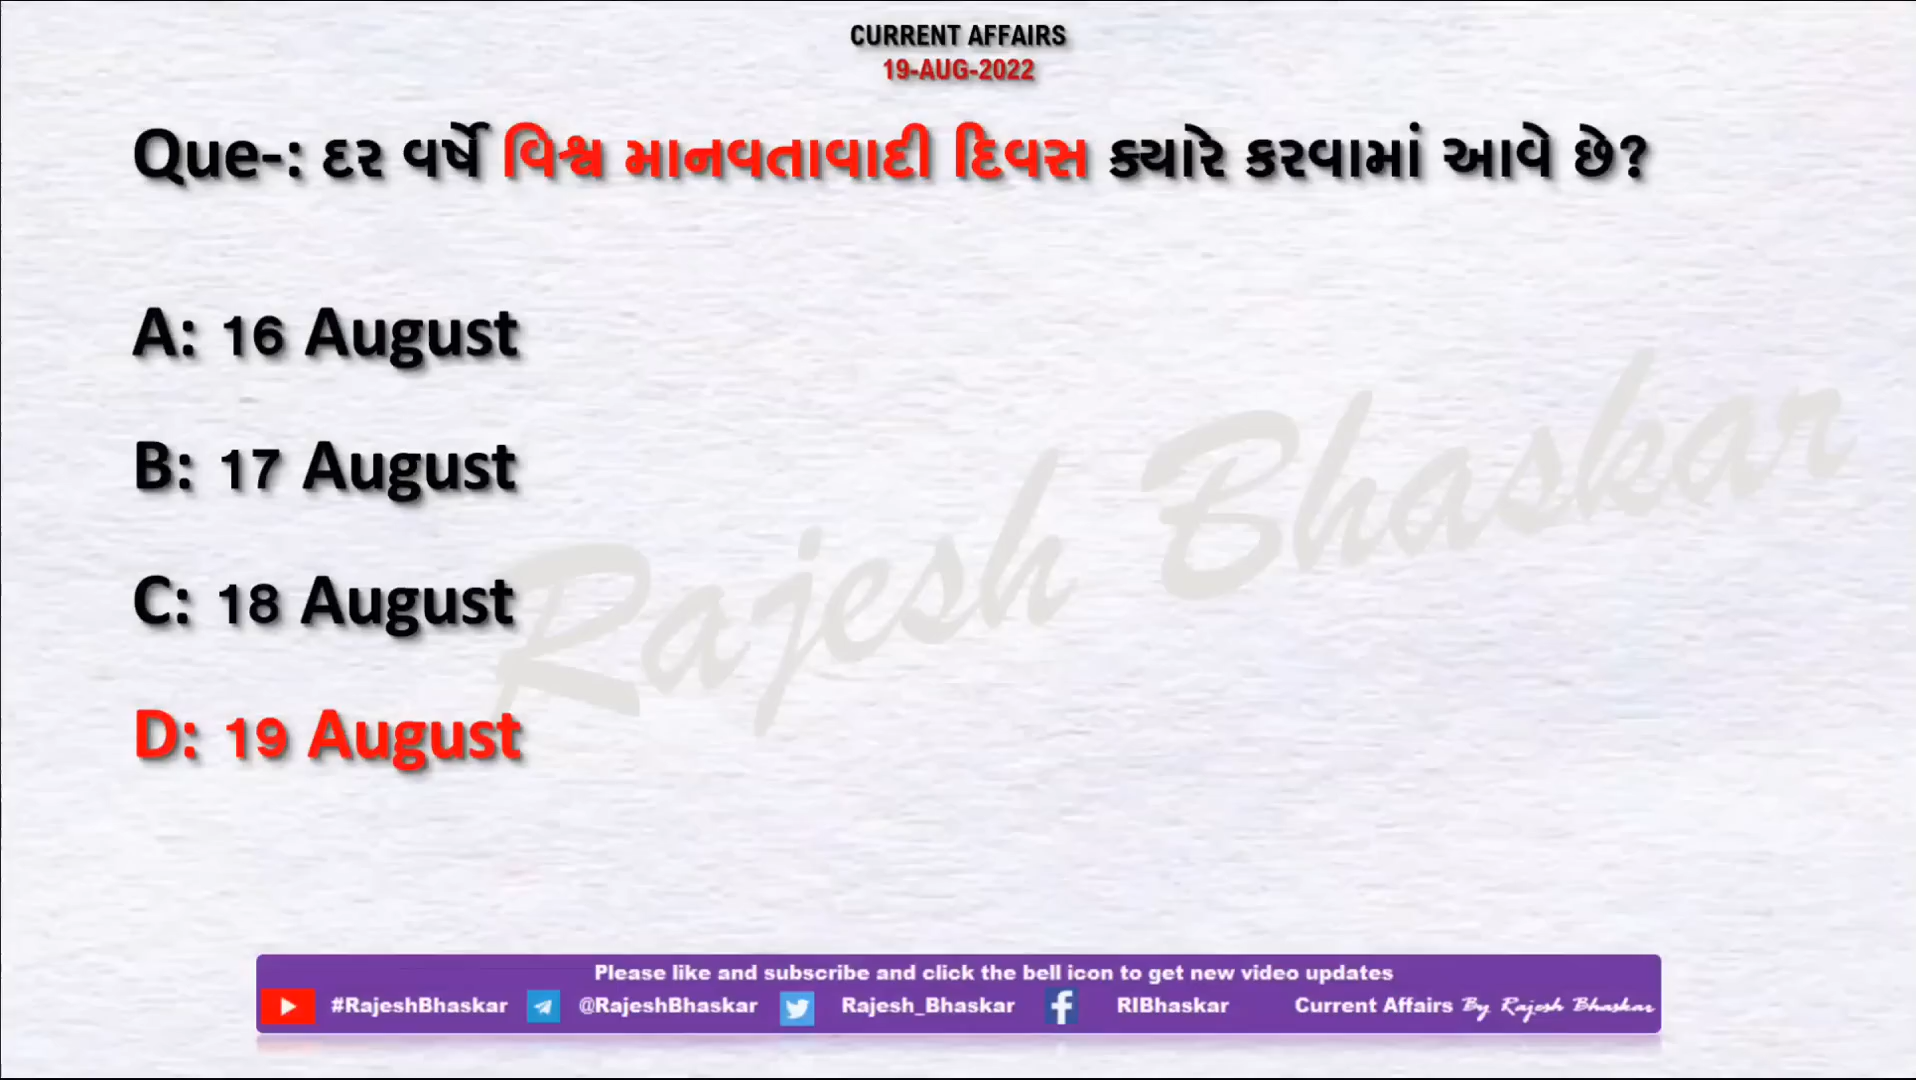 CURRENT AFFAIRS
19-AUG-2022
Que-: દર વર્ષે વિશ્વ માનવતાવાદી દિવસ ક્યારે કરવામાં આવે છે?
A: 16 August
B: 17 August
C: 18 August
D: 19 August
Rajesh Bhaskar
Please like and subscribe and click the bell icon to get new video updates
#RajeshBhaskar @RajeshBhaskar Rajesh_Bhaskar RIBhaskar Current Affairs By Rajesh Bhaskar